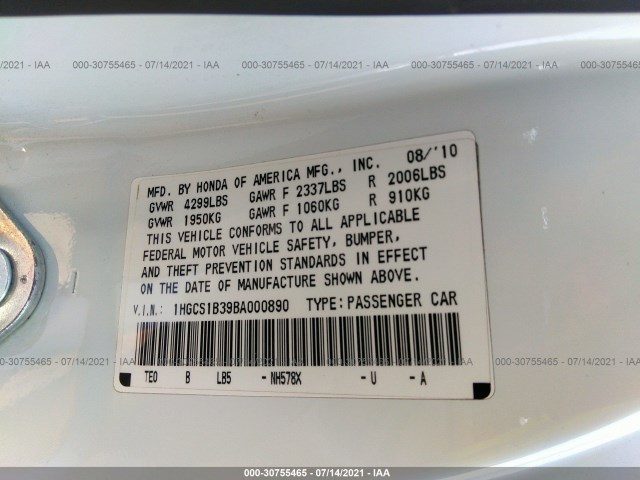 /2021 - IAA 000-30755465 - 07/14/2021 - IAA 000-30755465 - 07/14/2021 - IAA 000-30755465 - 07/
MFD. BY HONDA OF AMERICA MFG., INC. 08/'10
GVWR 4299LBS GAWR F 2337LBS R 2006LBS
GVWR 1950KG GAWR F 1060KG R 910KG
THIS VEHICLE CONFORMS TO ALL APPLICABLE
FEDERAL MOTOR VEHICLE SAFETY, BUMPER,
AND THEFT PREVENTION STANDARDS IN EFFECT
ON THE DATE OF MANUFACTURE SHOWN ABOVE.
V.I.N.: 1HGCS1B39BA000890 TYPE:PASSENGER CAR
/2021 - IAA 000-30755465 - 07/14/2021 - IAA 000-30755465 - 07/14/2021 - IAA 000-30755465 - 07/
TE0 B LB5 -NH578X -U -A
000-30755465 - 07/14/2021 - IAA